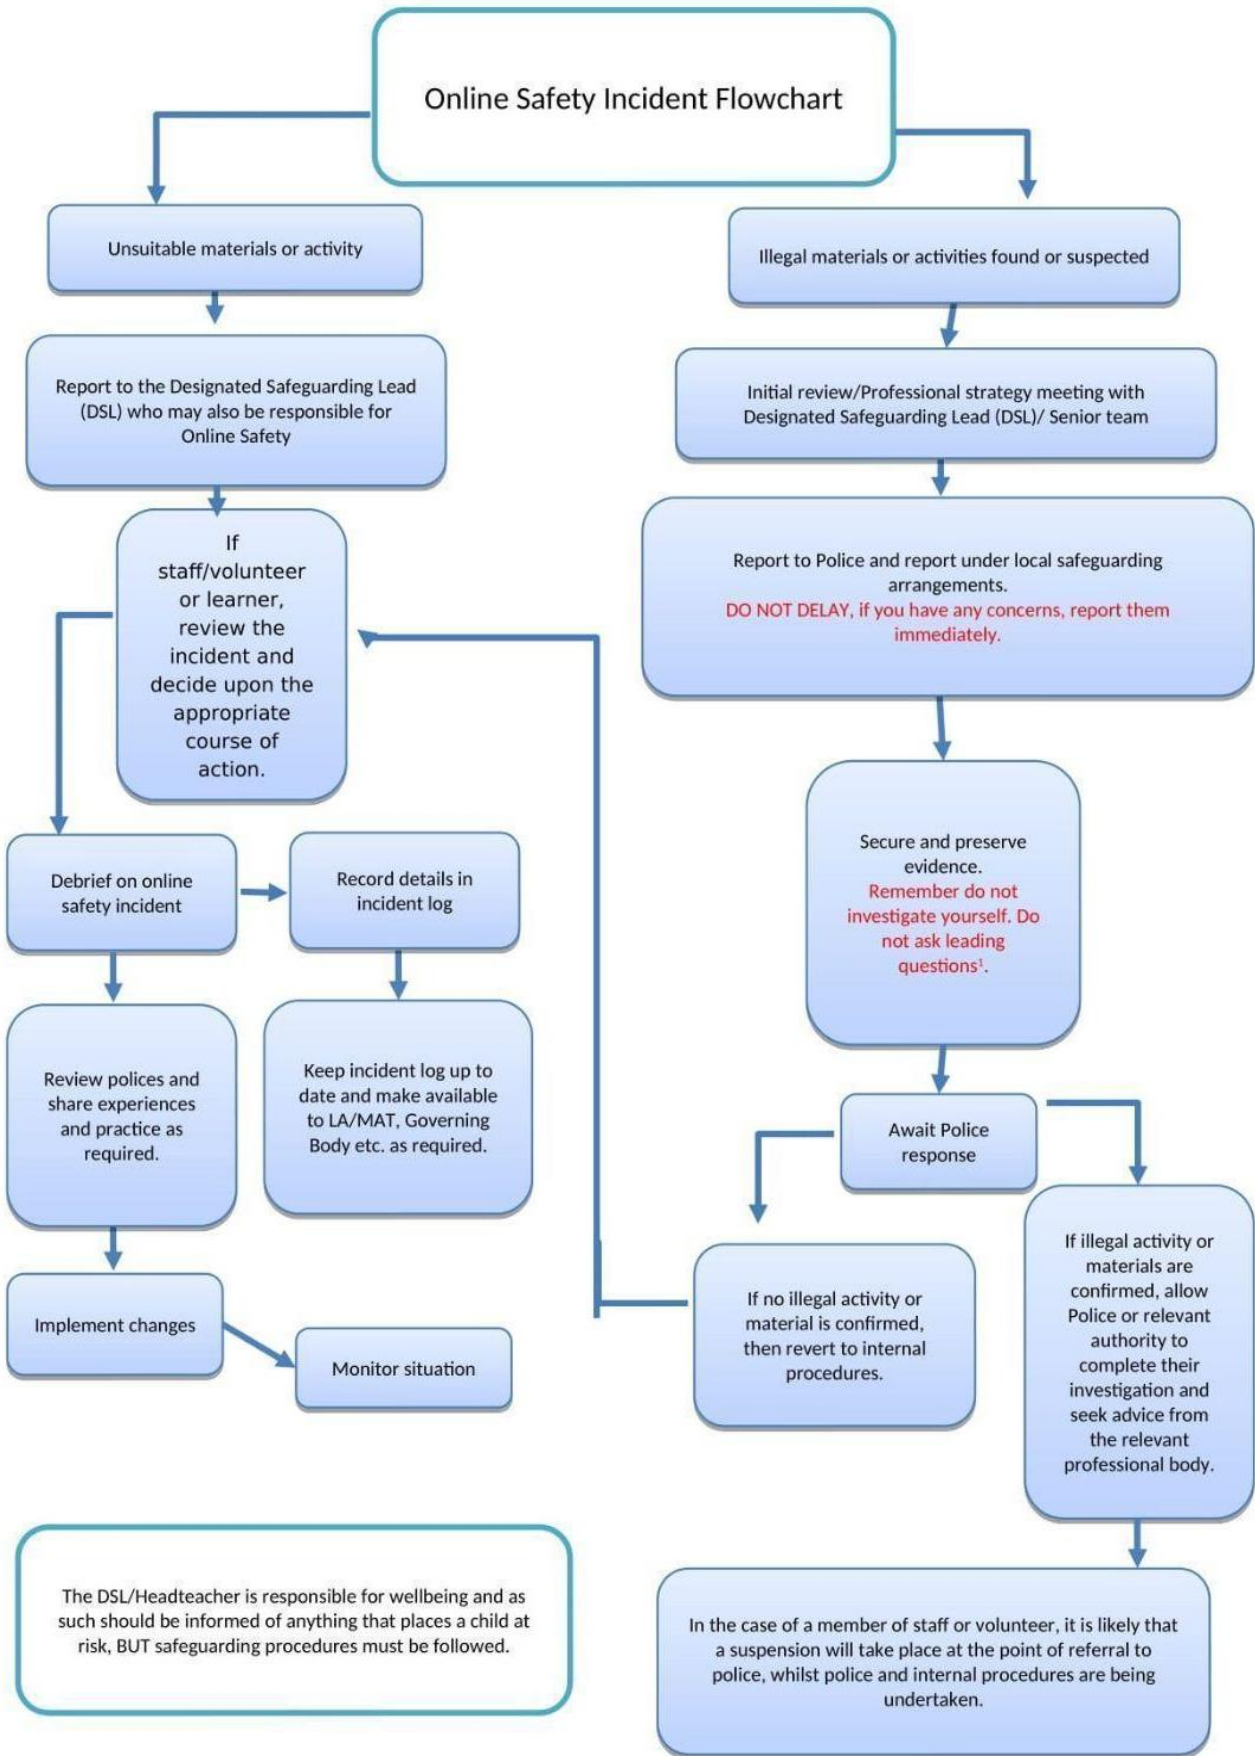 Online Safety Incident Flowchart
Unsuitable materials or activity
Illegal materials or activities found or suspected
Report to the Designated Safeguarding Lead
(DSL) who may also be responsible for
Online Safety
Initial review/Professional strategy meeting with
Designated Safeguarding Lead (DSL)/ Senior team
If
staff/volunteer
or learner,
review the
incident and
decide upon the
appropriate
course of
action.
Report to Police and report under local safeguarding
arrangements.
DO NOT DELAY, if you have any concerns, report them
immediately.
Secure and preserve
evidence.
Remember do not
investigate yourself. Do
not ask leading
questions¹.
Debrief on online
safety incident
Record details in
incident log
Review polices and
share experiences
and practice as
required.
Keep incident log up to
date and make available
to LA/MAT, Governing
Body etc. as required.
Await Police
response
Implement changes
Monitor situation
If no illegal activity or
material is confirmed,
then revert to internal
procedures.
If illegal activity or
materials are
confirmed, allow
Police or relevant
authority to
complete their
investigation and
seek advice from
the relevant
professional body.
The DSL/Headteacher is responsible for wellbeing and as
such should be informed of anything that places a child at
risk, BUT safeguarding procedures must be followed.
In the case of a member of staff or volunteer, it is likely that
a suspension will take place at the point of referral to
police, whilst police and internal procedures are being
undertaken.